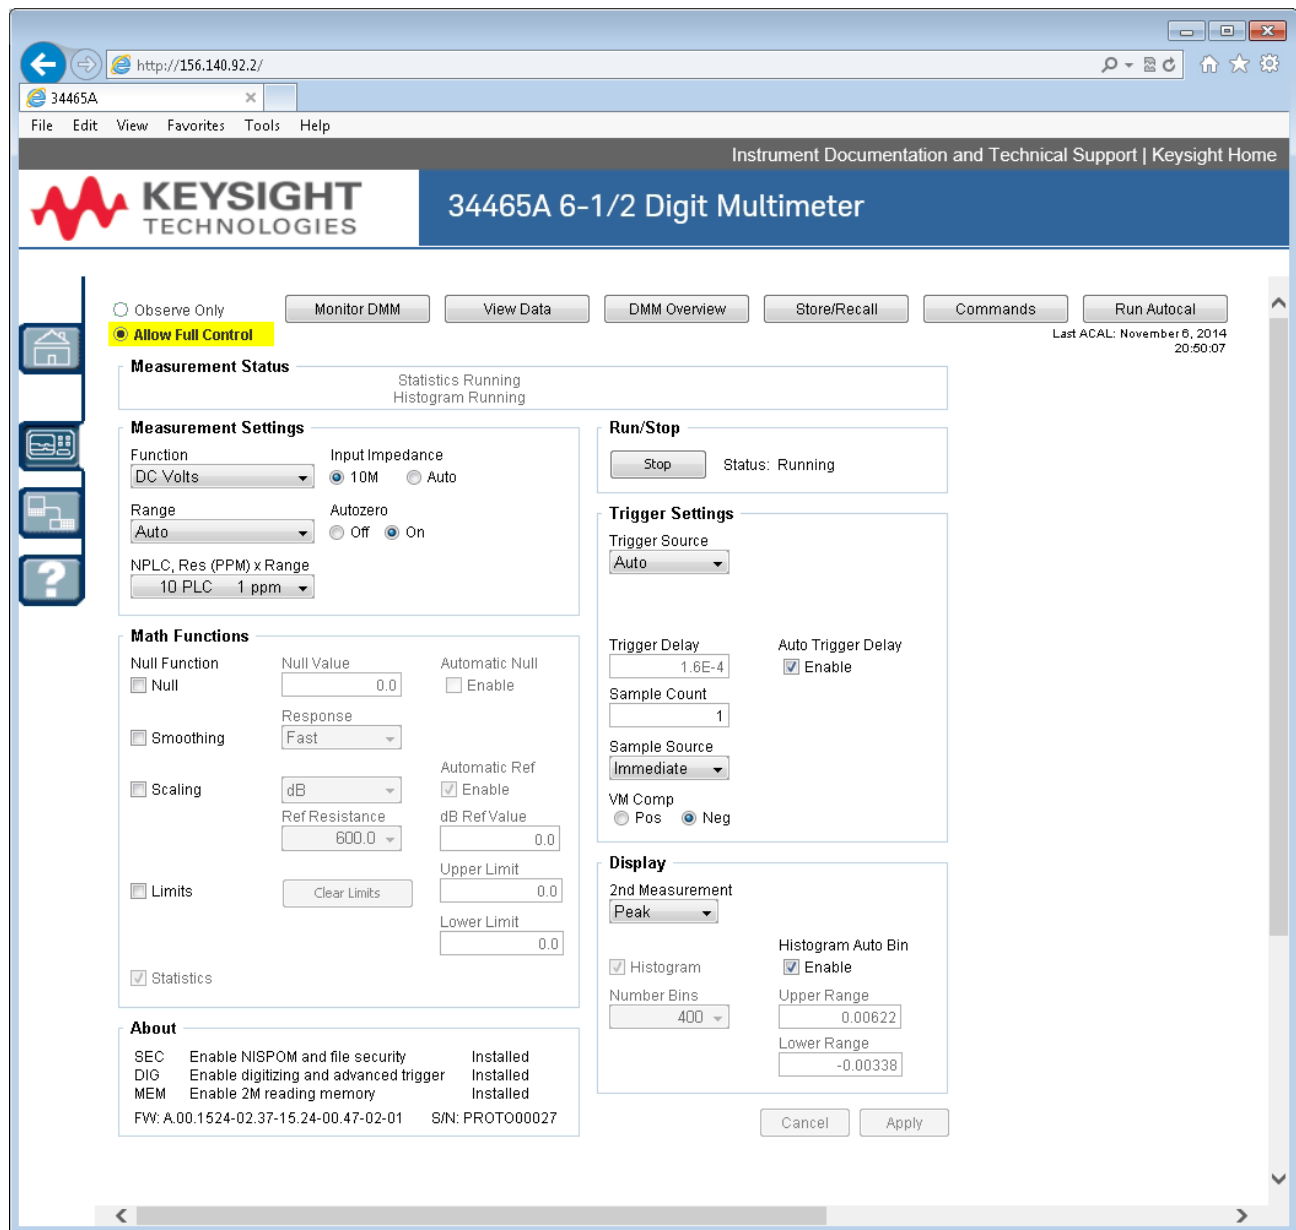 http://156.140.92.2/
34465A
File Edit View Favorites Tools Help
Instrument Documentation and Technical Support | Keysight Home
KEYSIGHT
TECHNOLOGIES
34465A 6-1/2 Digit Multimeter
Observe Only
Allow Full Control
Monitor DMM
View Data
DMM Overview
Store/Recall
Commands
Run Autocal
Last ACAL: November 6, 2014
20:50:07
Measurement Status
Statistics Running
Histogram Running
Measurement Settings
Function
DC Volts
Input Impedance
10M Auto
Range
Auto
Autozero
Off On
NPLC, Res (PPM) x Range
10 PLC 1 ppm
Run/Stop
Stop
Status: Running
Trigger Settings
Trigger Source
Auto
Trigger Delay
1.6E-4
Auto Trigger Delay
Enable
Sample Count
1
Sample Source
Immediate
VM Comp
Pos Neg
Math Functions
Null Function
Null
Null Value
0.0
Automatic Null
Enable
Smoothing
Response
Fast
Scaling
dB
Automatic Ref
Enable
Ref Resistance
600.0
dB Ref Value
0.0
Limits
Clear Limits
Upper Limit
0.0
Lower Limit
0.0
Statistics
Display
2nd Measurement
Peak
Histogram
Histogram Auto Bin
Enable
Number Bins
400
Upper Range
0.00622
Lower Range
-0.00338
About
SEC Enable NISPOM and file security Installed
DIG Enable digitizing and advanced trigger Installed
MEM Enable 2M reading memory Installed
FW: A.00.1524-02.37-15.24-00.47-02-01 S/N: PROTO00027
Cancel
Apply